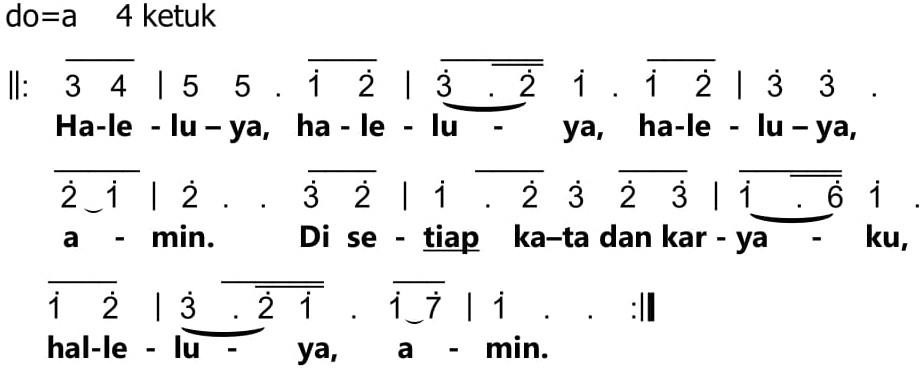 do=a 4 ketuk
||: 3 4 | 5 5 . 1̇ 2̇ | 3̇ . 2̇ 1̇ . 1̇ 2̇ | 3̇ 3̇ .
Ha-le - lu – ya, ha - le - lu - ya, ha-le - lu – ya,
2̇ 1̇ | 2̇ . . 3̇ 2̇ | 1̇ . 2̇ 3̇ 2̇ 3̇ | 1̇ . 6̇ 1̇ .
a - min. Di se - tiap ka–ta dan kar - ya - ku,
1̇ 2̇ | 3̇ . 2̇ 1̇ . 1̇ 7̇ | 1̇ . . :||
hal-le - lu - ya, a - min.